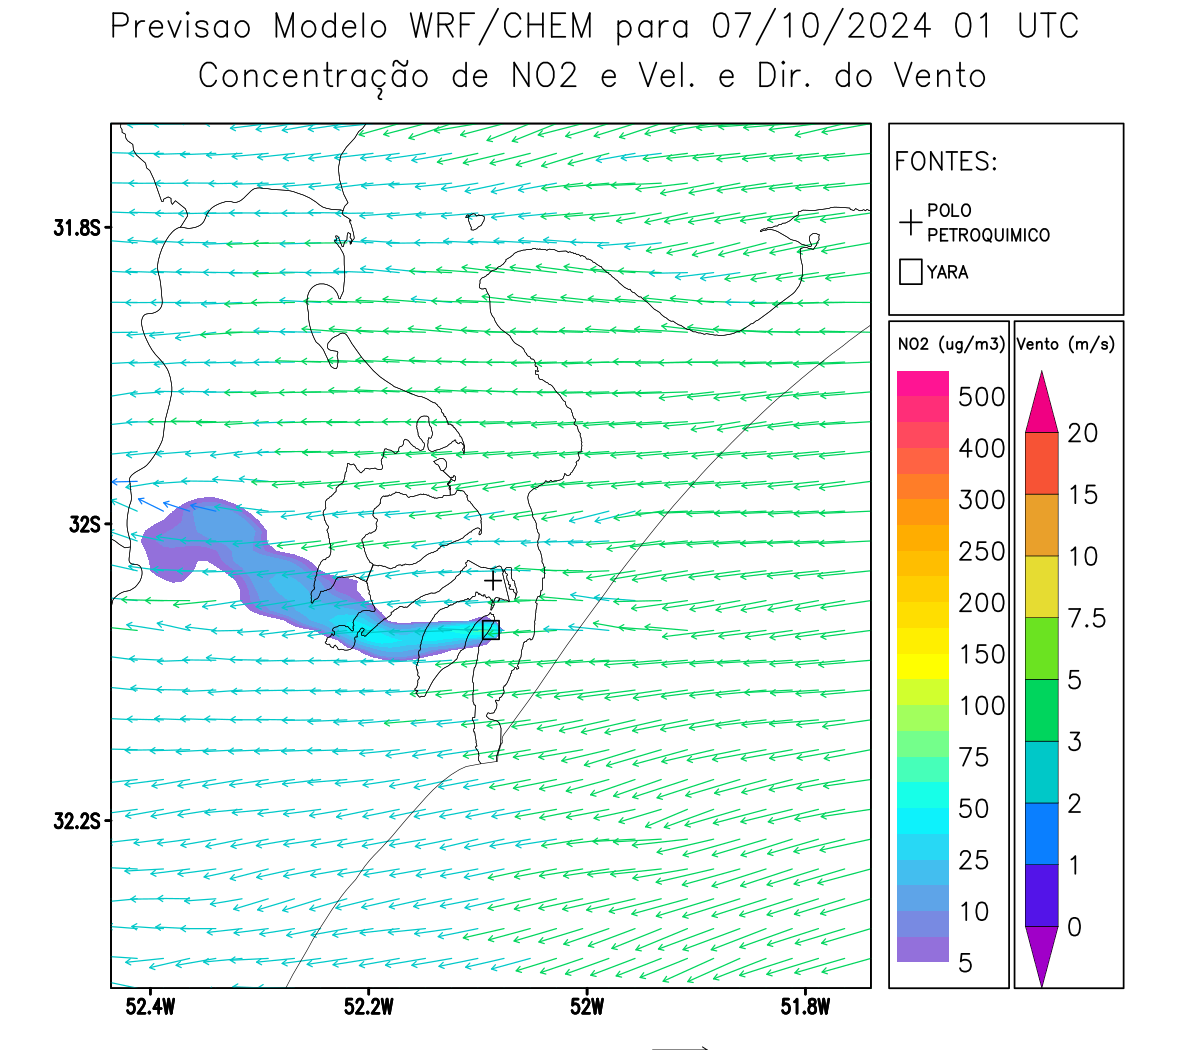 Previsao Modelo WRF/CHEM para 07/10/2024 01 UTC
Concentração de NO2 e Vel. e Dir. do Vento
FONTES:
POLO
PETROQUIMICO
YARA
NO2 (ug/m3)
500
400
300
250
200
150
100
75
50
25
10
5
Vento (m/s)
20
15
10
7.5
5
3
2
1
0
31.8S
32S
32.2S
52.4W
52.2W
52W
51.8W